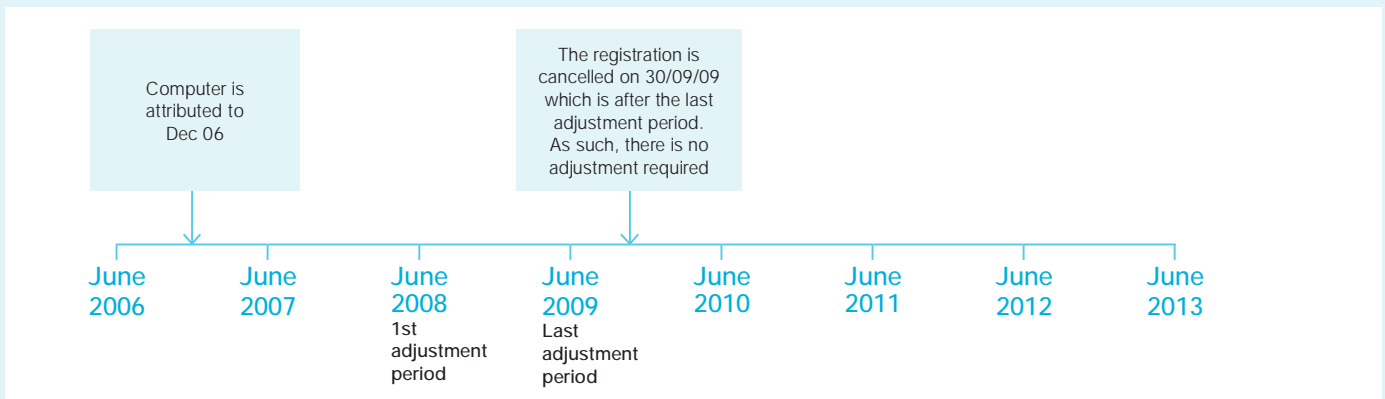 Computer is
attributed to
Dec 06
The registration is
cancelled on 30/09/09
which is after the last
adjustment period.
As such, there is no
adjustment required
June
2006
June
2007
June
2008
1st
adjustment
period
June
2009
Last
adjustment
period
June
2010
June
2011
June
2012
June
2013